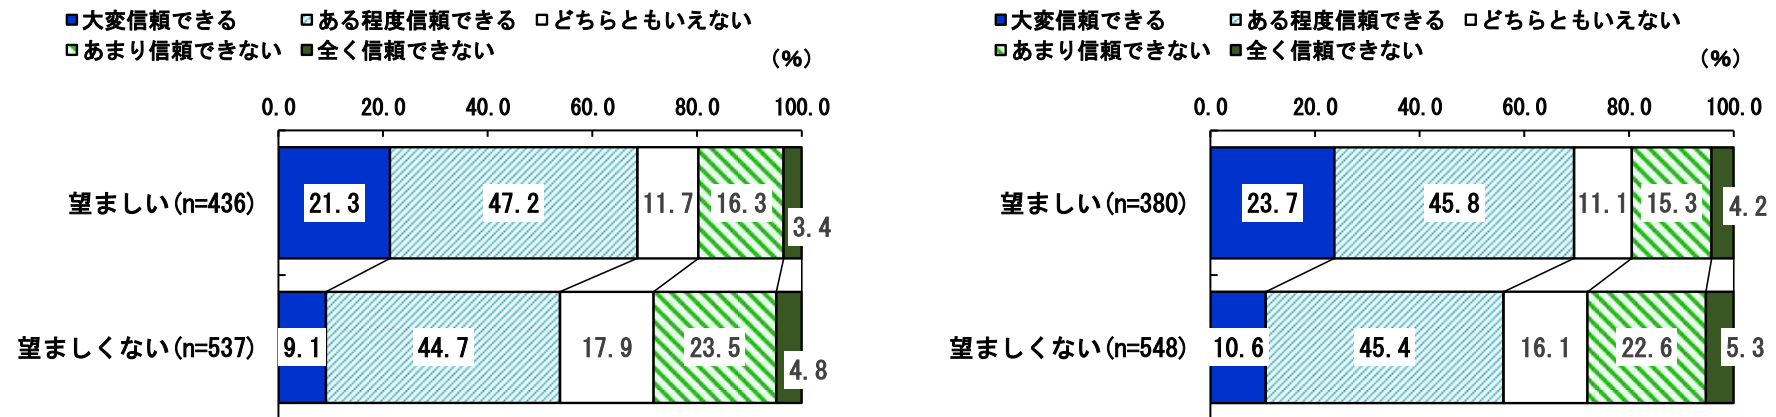 大変信頼できる ある程度信頼できる どちらともいえない
あまり信頼できない 全く信頼できない
(%)
0.0 20.0 40.0 60.0 80.0 100.0
望ましい(n=436) 21.3 47.2 11.7 16.3 3.4
望ましくない(n=537) 9.1 44.7 17.9 23.5 4.8
大変信頼できる ある程度信頼できる どちらともいえない
あまり信頼できない 全く信頼できない
(%)
0.0 20.0 40.0 60.0 80.0 100.0
望ましい(n=380) 23.7 45.8 11.1 15.3 4.2
望ましくない(n=548) 10.6 45.4 16.1 22.6 5.3